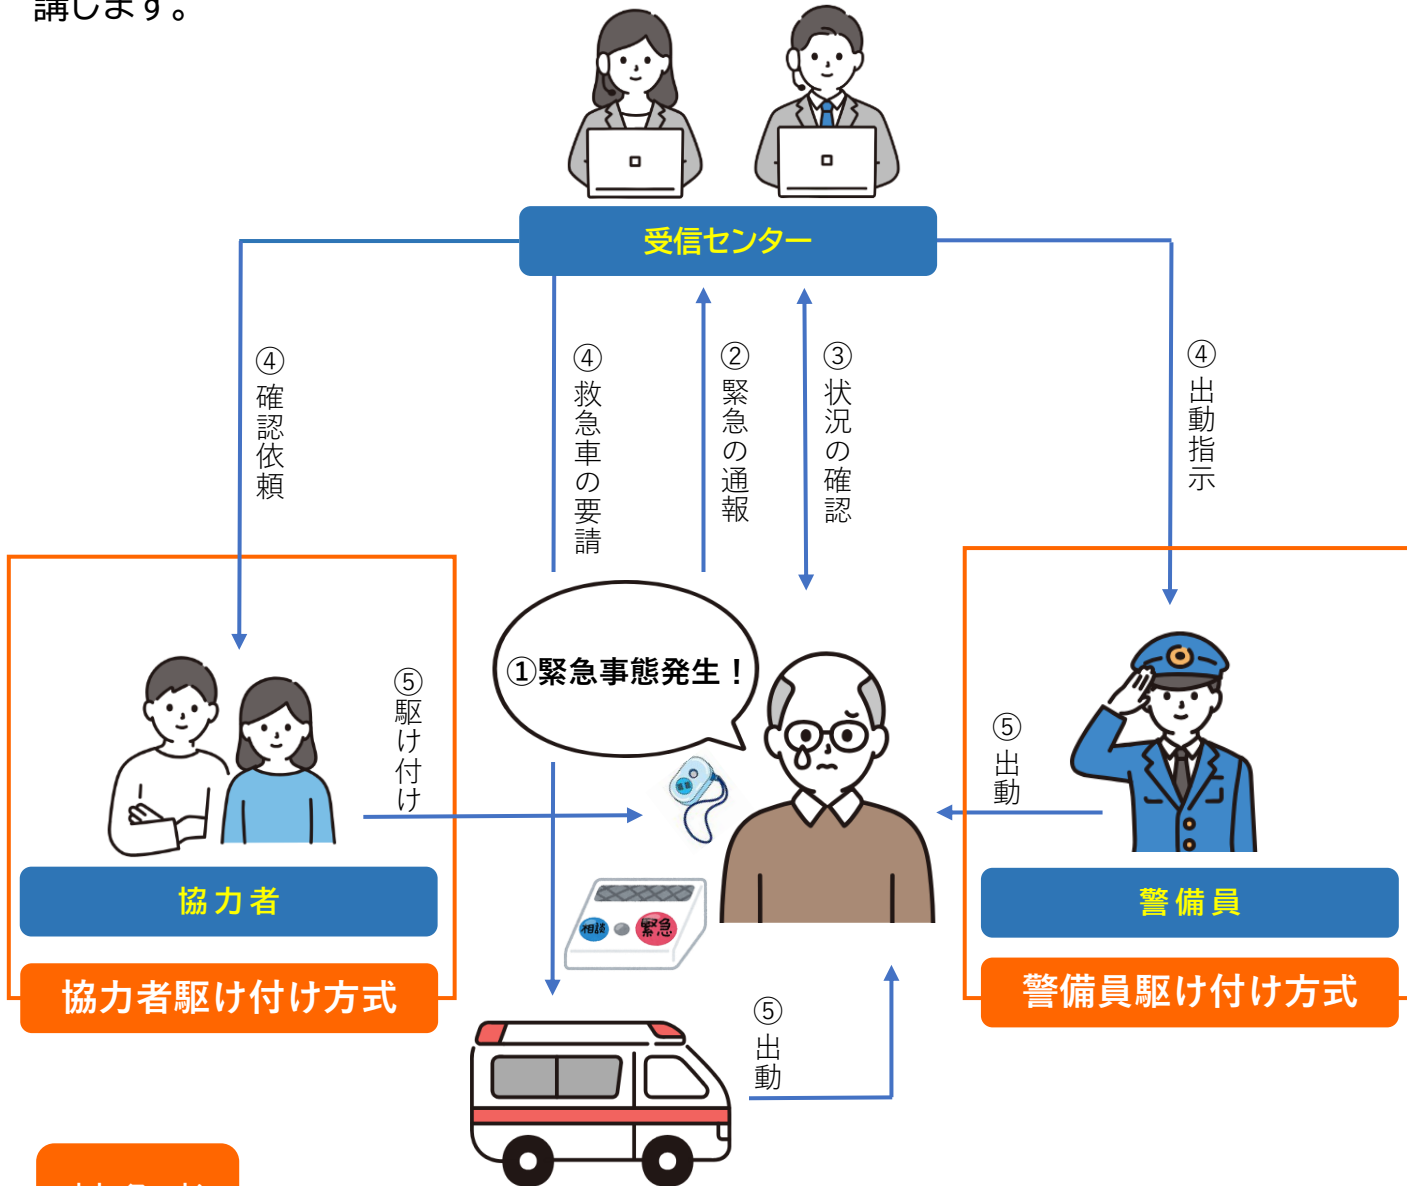 講します。
受信センター
④確認依頼
④救急車の要請
②緊急の通報
③状況の確認
④出動指示
①緊急事態発生！
⑤駆け付け
⑤出動
相談
緊急
協力者
警備員
協力者駆け付け方式
警備員駆け付け方式
⑤出動